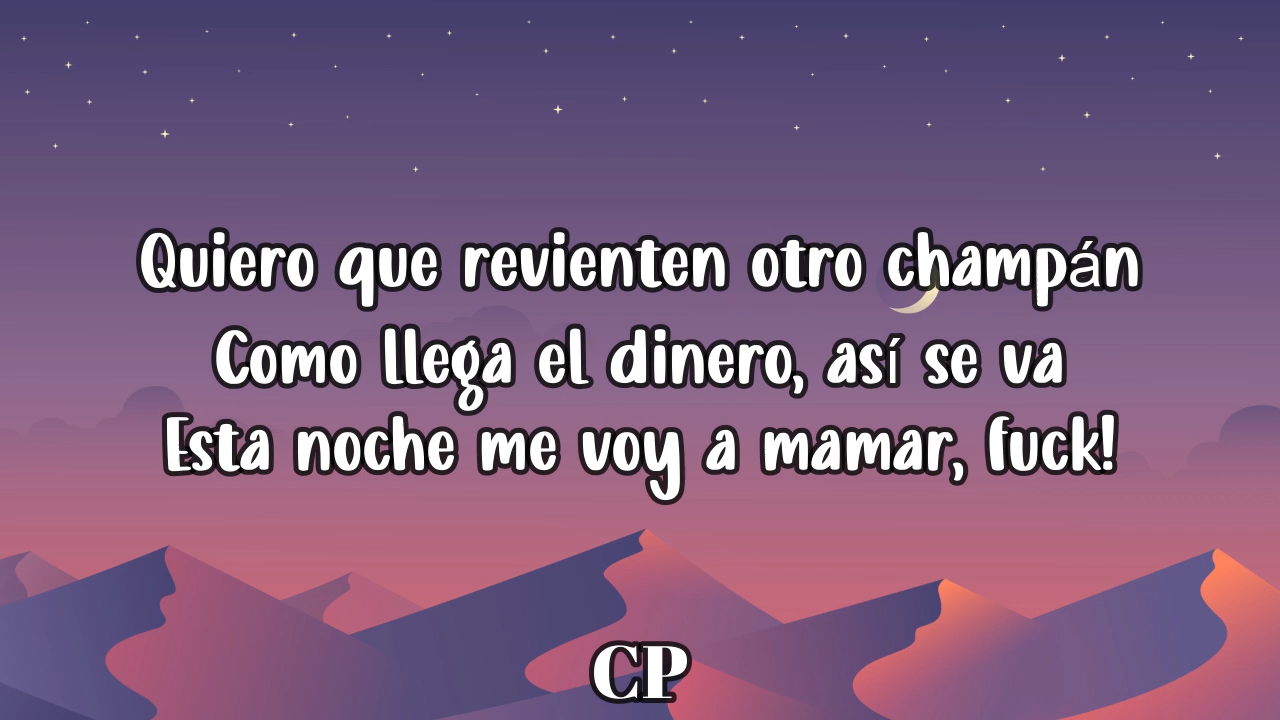 Quiero que revienten otro champán
Como llega el dinero, así se va
Esta noche me voy a mamar, fuck!
CP